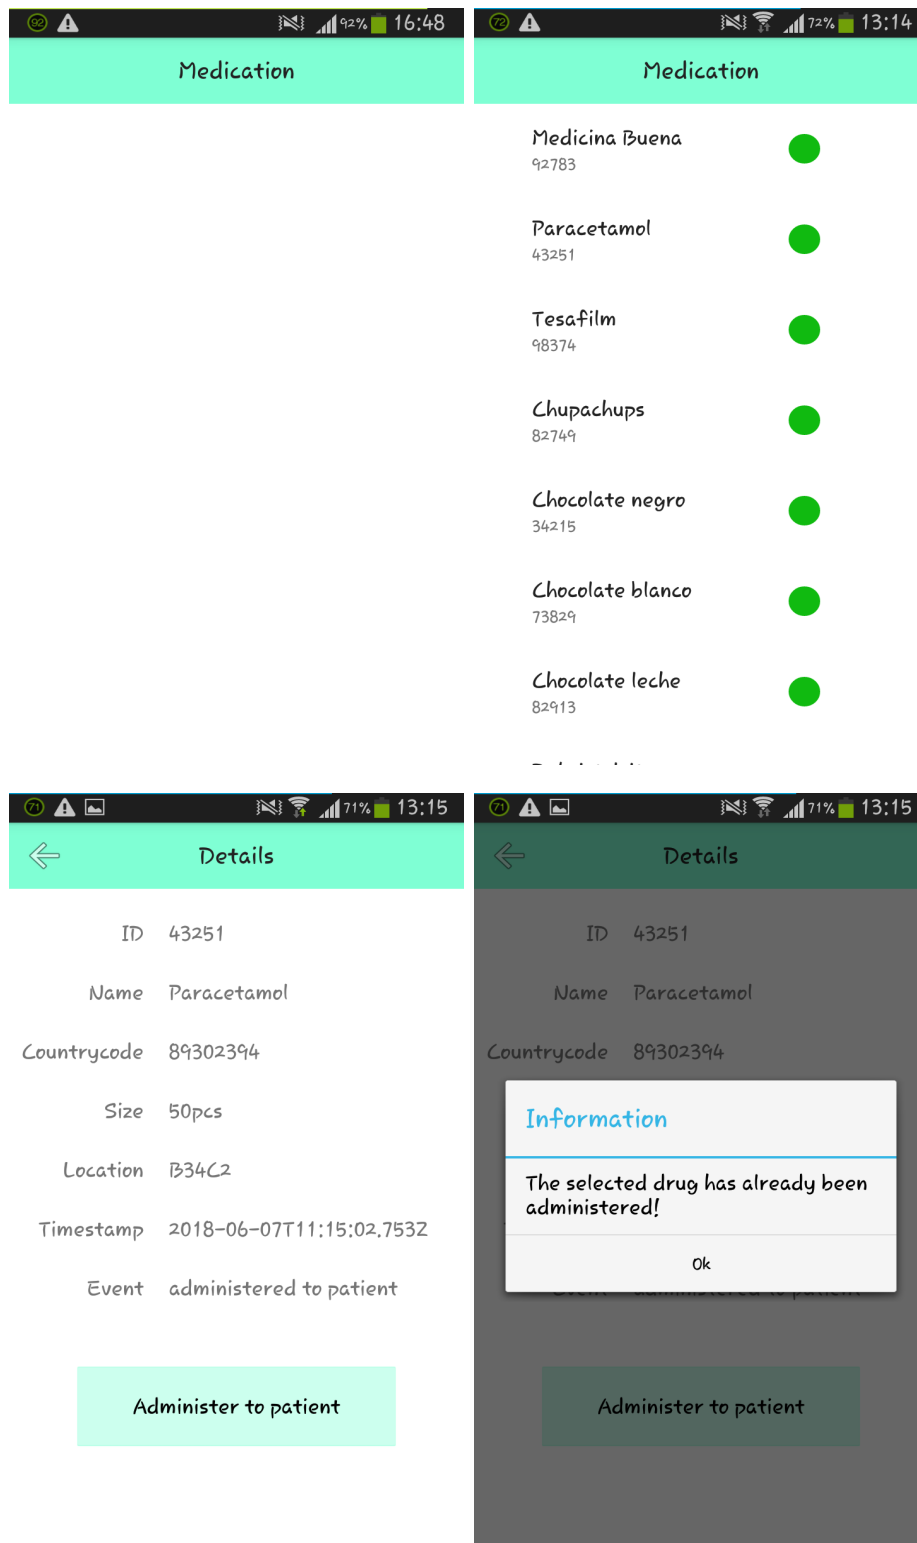 92 92% 16:48
Medication
72 72% 13:14
Medication
Medicina Buena
92783
Paracetamol
43251
Tesafilm
98374
Chupachups
82749
Chocolate negro
34215
Chocolate blanco
73829
Chocolate leche
82913
71 71% 13:15
Details
ID 43251
Name Paracetamol
Countrycode 89302394
Size 50pcs
Location B34C2
Timestamp 2018-06-07T11:15:02.753Z
Event administered to patient
Administer to patient
71 71% 13:15
Details
ID 43251
Name Paracetamol
Countrycode 89302394
Information
The selected drug has already been
administered!
Ok
Administer to patient